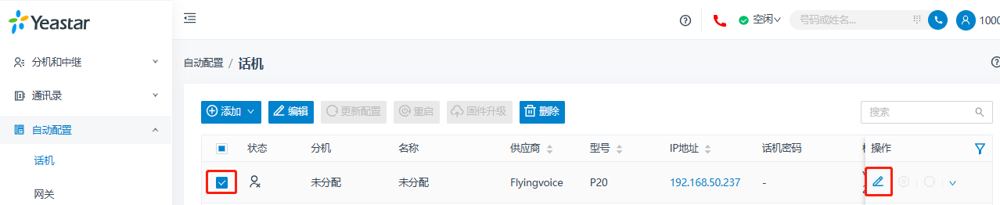 Yeastar
空闲
号码或姓名...
1000
分机和中继
通讯录
自动配置
话机
网关
自动配置 / 话机
添加 编辑 更新配置 重启 固件升级 删除
搜索
状态 分机 名称 供应商 型号 IP地址 话机密码 操作
未分配 未分配 Flyingvoice P20 192.168.50.237 -